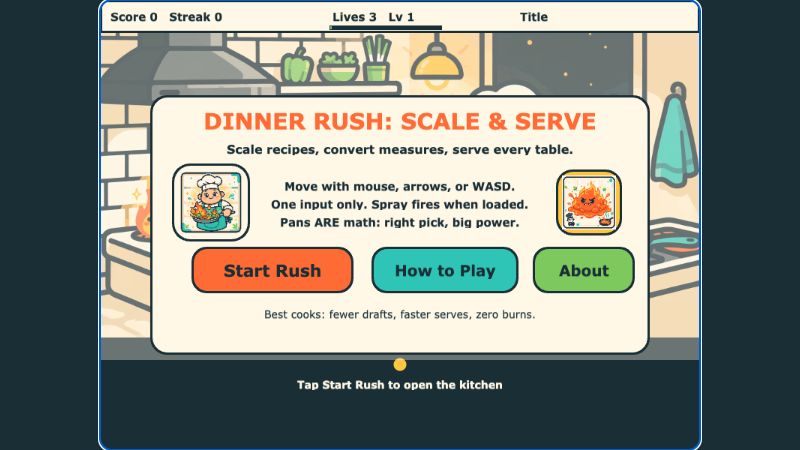 Score 0 Streak 0 Lives 3 Lv 1 Title
DINNER RUSH: SCALE & SERVE
Scale recipes, convert measures, serve every table.
Move with mouse, arrows, or WASD.
One input only. Spray fires when loaded.
Pans ARE math: right pick, big power.
Start Rush How to Play About
Best cooks: fewer drafts, faster serves, zero burns.
Tap Start Rush to open the kitchen